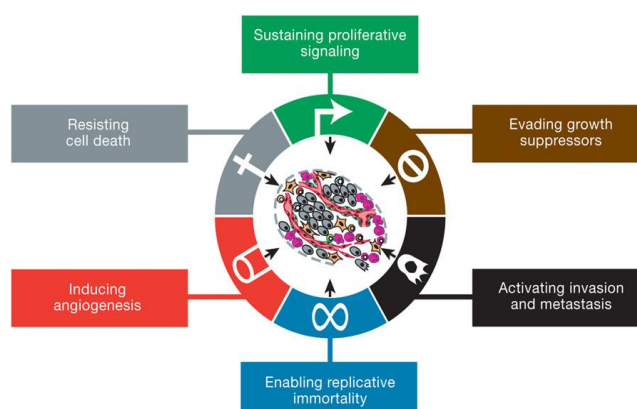 Sustaining proliferative
signaling
Resisting
cell death
Evading growth
suppressors
Inducing
angiogenesis
Activating invasion
and metastasis
Enabling replicative
immortality